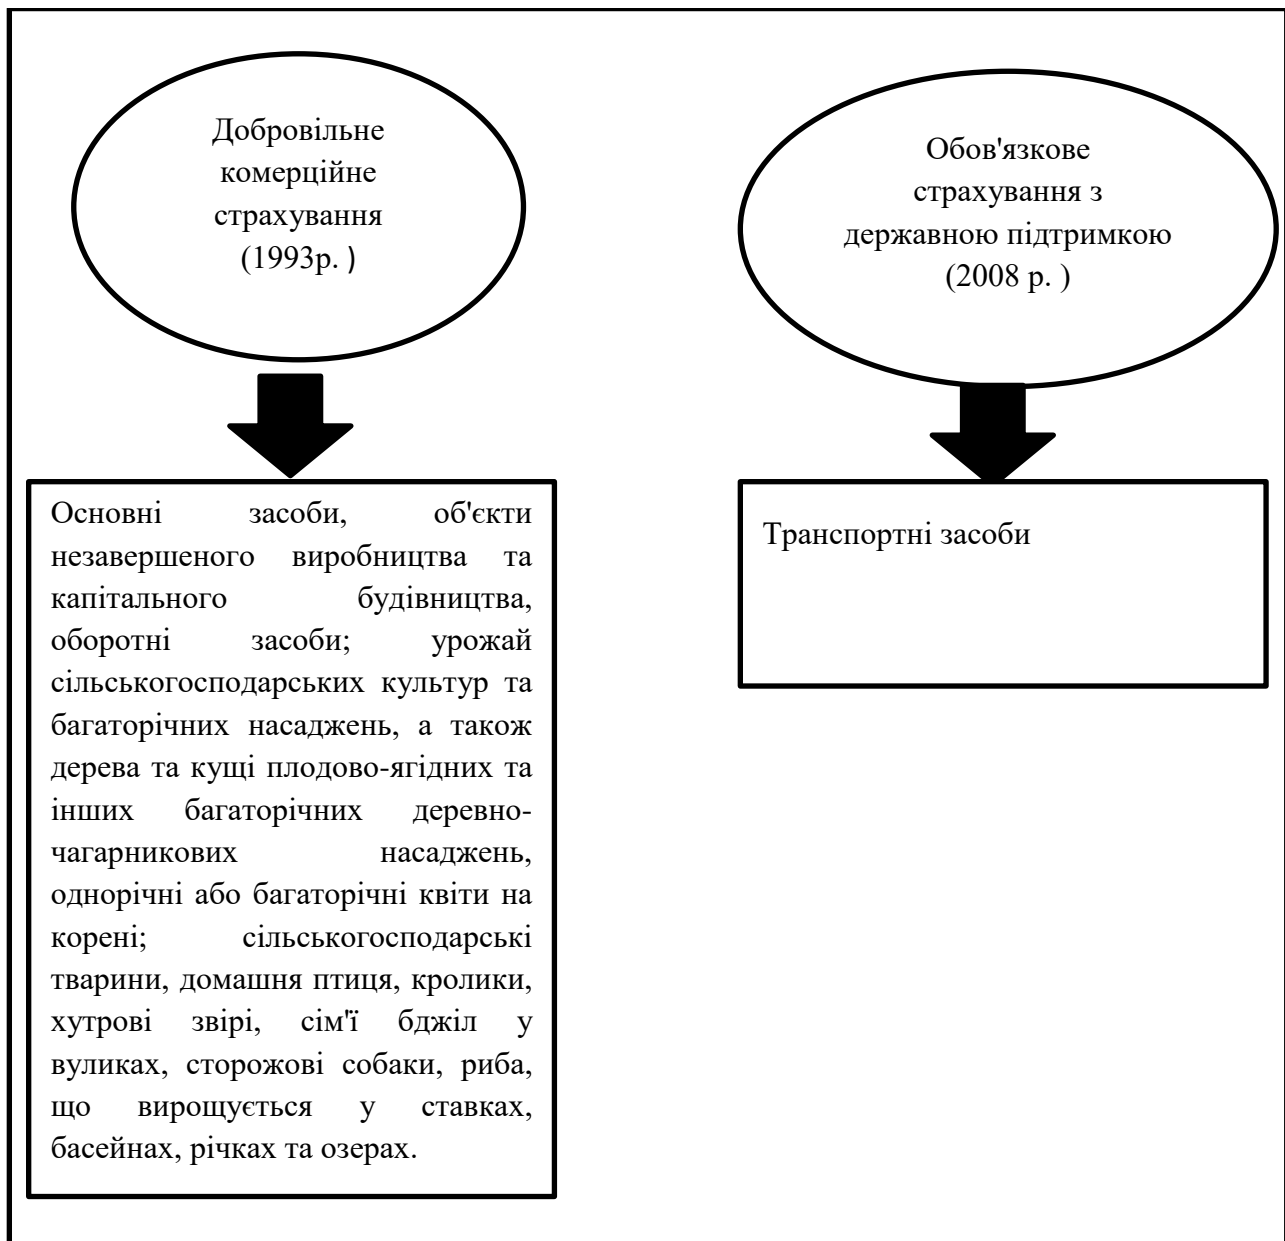 Добровільне
комерційне
страхування
(1993р. )
Обов'язкове
страхування з
державною підтримкою
(2008 р. )
Основні засоби, об'єкти
незавершеного виробництва та
капітального будівництва,
оборотні засоби; урожай
сільськогосподарських культур та
багаторічних насаджень, а також
дерева та кущі плодово-ягідних та
інших багаторічних деревно-
чагарникових насаджень,
однорічні або багаторічні квіти на
корені; сільськогосподарські
тварини, домашня птиця, кролики,
хутрові звірі, сім'ї бджіл у
вуликах, сторожові собаки, риба,
що вирощується у ставках,
басейнах, річках та озерах.
Транспортні засоби